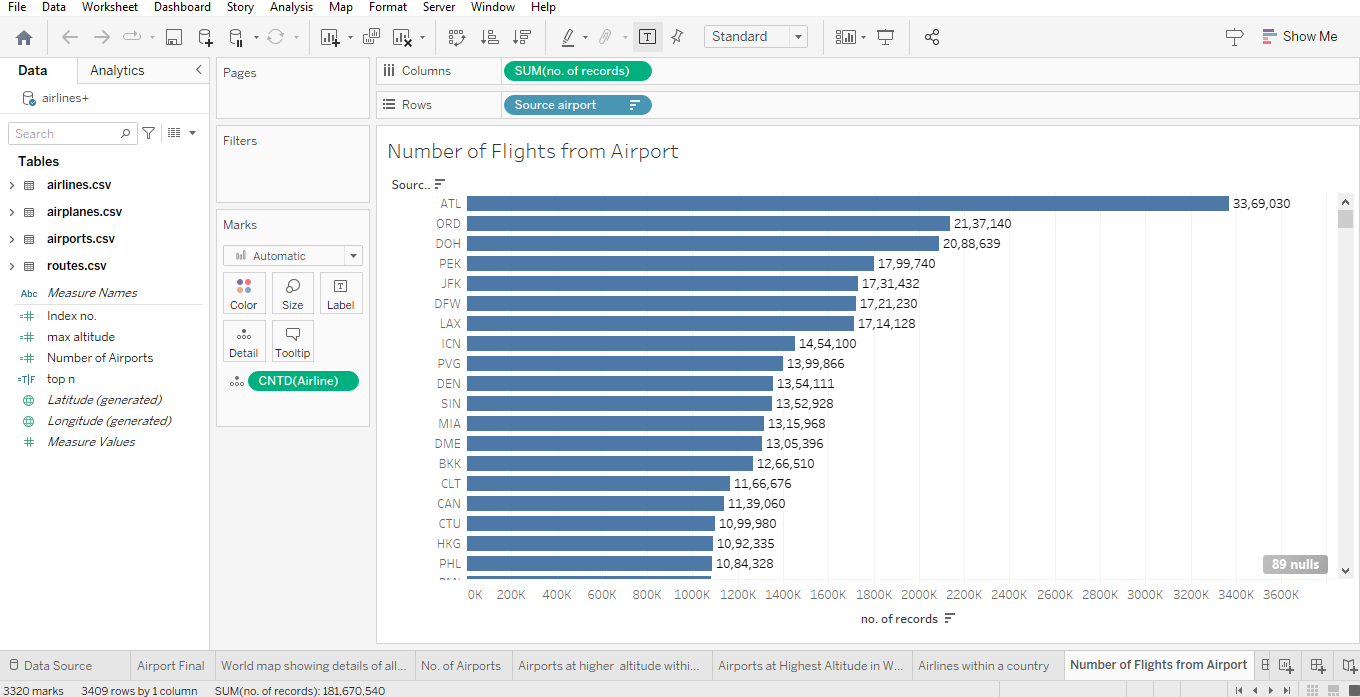 File Data Worksheet Dashboard Story Analysis Map Format Server Window Help
Standard
Show Me
Data Analytics
airlines+
Search
Tables
airlines.csv
airplanes.csv
airports.csv
routes.csv
Abc Measure Names
Index no.
max altitude
Number of Airports
T|F top n
Latitude (generated)
Longitude (generated)
Measure Values
Pages
Filters
Marks
Automatic
Color Size Label
Detail Tooltip
CNTD(Airline)
Columns SUM(no. of records)
Rows Source airport
Number of Flights from Airport
Sourc..
ATL 33,69,030
ORD 21,37,140
DOH 20,88,639
PEK 17,99,740
JFK 17,31,432
DFW 17,21,230
LAX 17,14,128
ICN 14,54,100
PVG 13,99,866
DEN 13,54,111
SIN 13,52,928
MIA 13,15,968
DME 13,05,396
BKK 12,66,510
CLT 11,66,676
CAN 11,39,060
CTU 10,99,980
HKG 10,92,335
PHL 10,84,328
89 nulls
0K 200K 400K 600K 800K 1000K 1200K 1400K 1600K 1800K 2000K 2200K 2400K 2600K 2800K 3000K 3200K 3400K 3600K
no. of records
Data Source Airport Final World map showing details of all... No. of Airports Airports at higher altitude withi... Airports at Highest Altitude in W... Airlines within a country Number of Flights from Airport
3320 marks 3409 rows by 1 column SUM(no. of records): 181,670,540